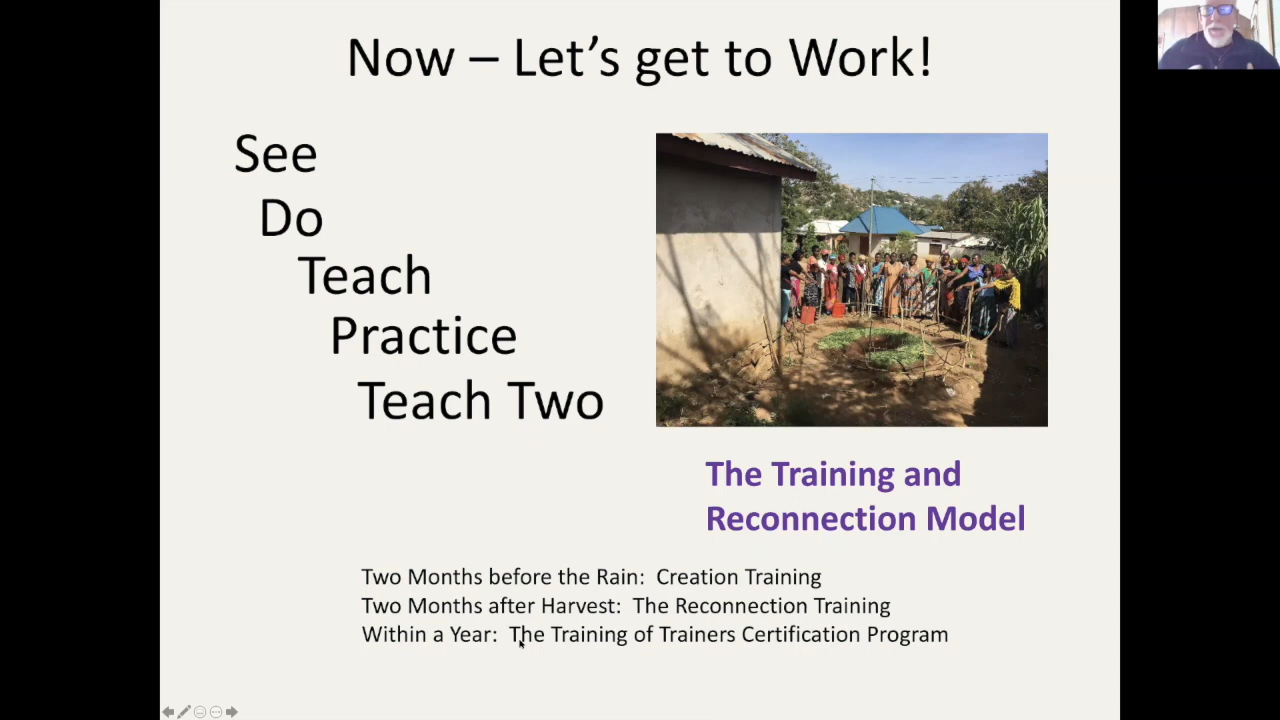 Now – Let's get to Work!
See
Do
Teach
Practice
Teach Two
The Training and
Reconnection Model
Two Months before the Rain:  Creation Training
Two Months after Harvest:  The Reconnection Training
Within a Year:  The Training of Trainers Certification Program